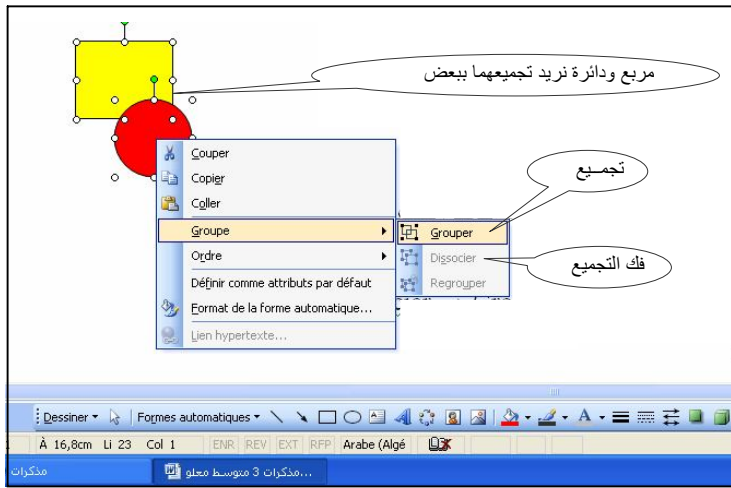 مربع ودائرة نريد تجميعهما ببعض
Couper
Copier
Coller
تجمــيع
Groupe
Grouper
Ordre
Dissocier
فك التجميع
Définir comme attributs par défaut
Regrouper
Format de la forme automatique...
Lien hypertexte...
Dessiner
Formes automatiques
À 16,8cm Li 23 Col 1 ENR REV EXT RFP Arabe (Algé
مذكرات
مذكرات 3 متوسط معلو...